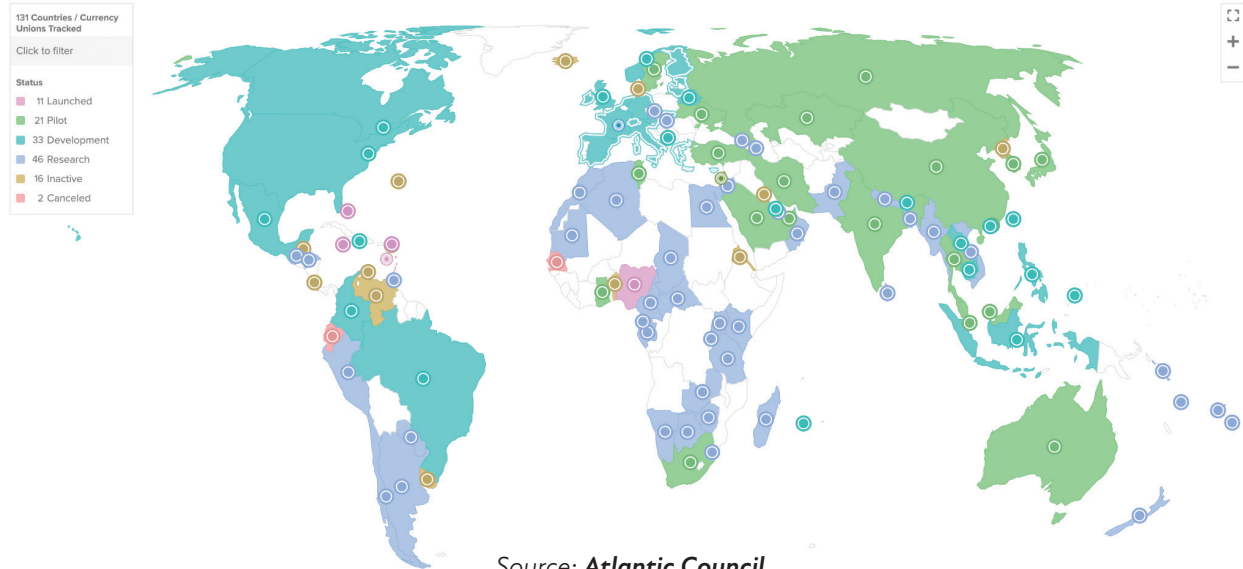 131 Countries / Currency
Unions Tracked
Click to filter
Status
11 Launched
21 Pilot
33 Development
46 Research
16 Inactive
2 Canceled
+
−
Source: Atlantic Council